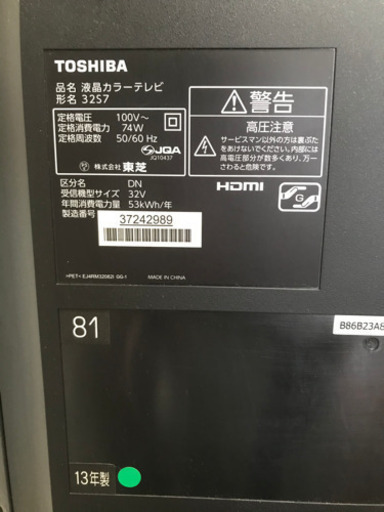 TOSHIBA
品名 液晶カラーテレビ
形名 32S7
定格電圧 100V～
定格消費電力 74W
定格周波数 50/60 Hz
JQA
JQ10437
株式会社 東芝
警告
高圧注意
サービスマン以外の方は裏ぶたを
あけないでください。内部には
高電圧部分が数多くあり、万一
さわると危険です。
区分名 DN
受信機型サイズ 32V
年間消費電力量 53kWh/年
製造番号
37242989
HDMI
G
MADE IN CHINA
81
B86B23A8
13年製